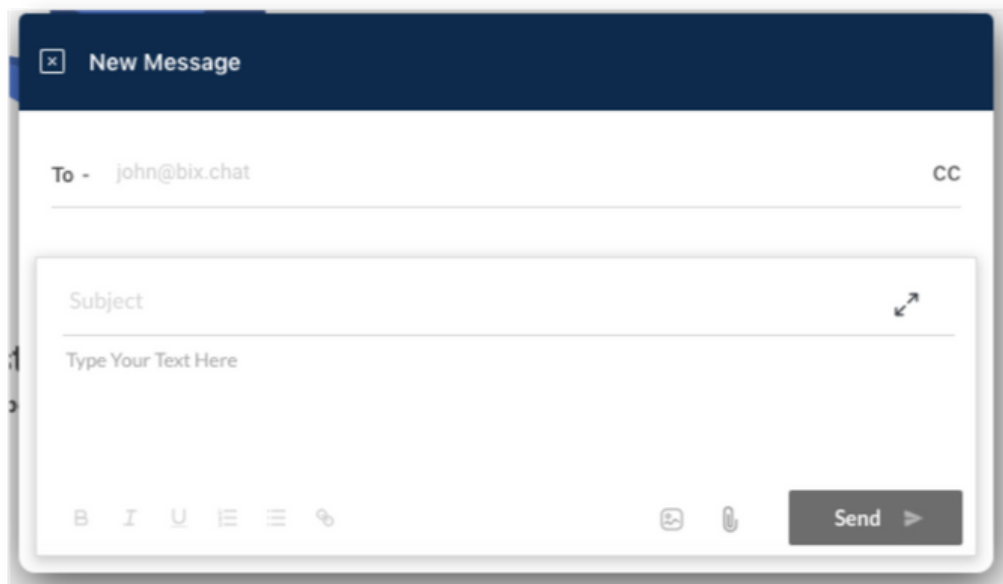 New Message
To - john@bix.chat CC
Subject
Type Your Text Here
B I U Send